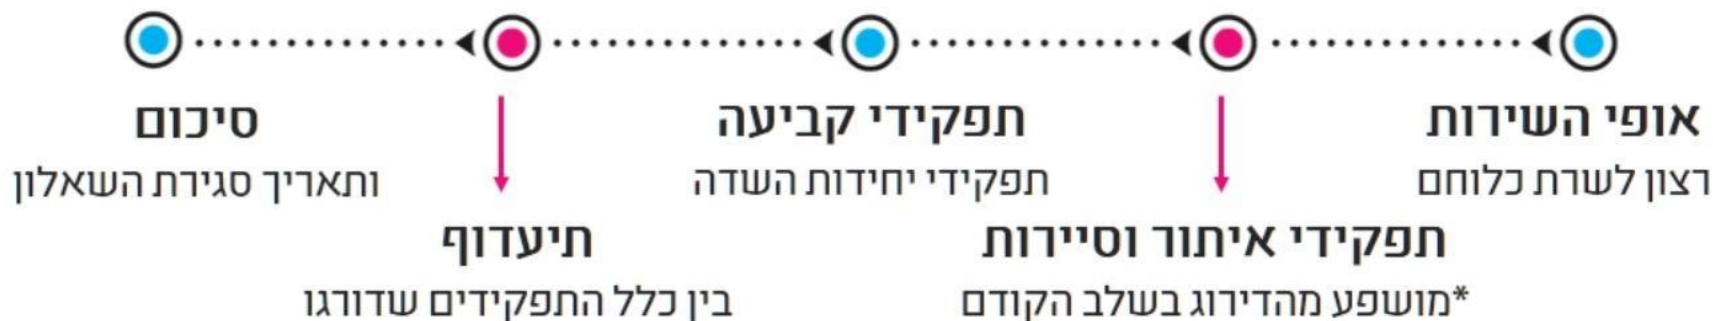 אופי השירות
רצון לשרת כלוחם
תפקידי איתור וסיירות
*מושפע מהדירוג בשלב הקודם
תפקידי קביעה
תפקידי יחידות השדה
תיעדוף
בין כלל התפקידים שדורגו
סיכום
ותאריך סגירת השאלון